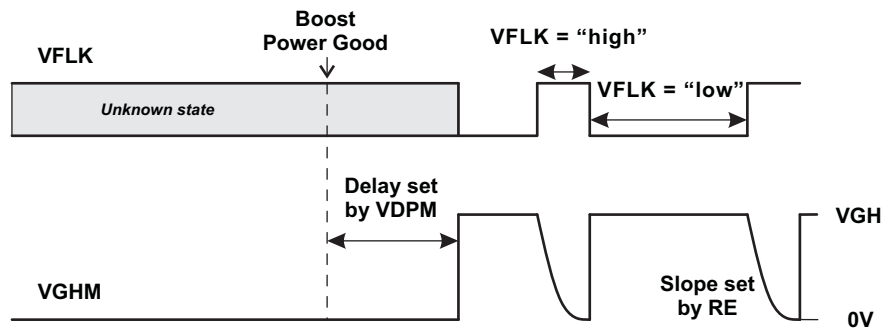 Boost
Power Good
VFLK
VFLK = “high”
Unknown state
VFLK = “low”
Delay set
by VDPM
VGH
VGHM
Slope set
by RE
0V